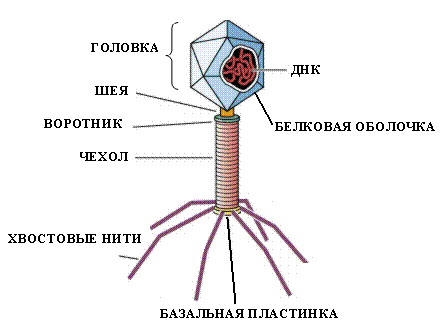 ГОЛОВКА
ДНК
ШЕЯ
ВОРОТНИК
БЕЛКОВАЯ ОБОЛОЧКА
ЧЕХОЛ
ХВОСТОВЫЕ НИТИ
БАЗАЛЬНАЯ ПЛАСТИНКА